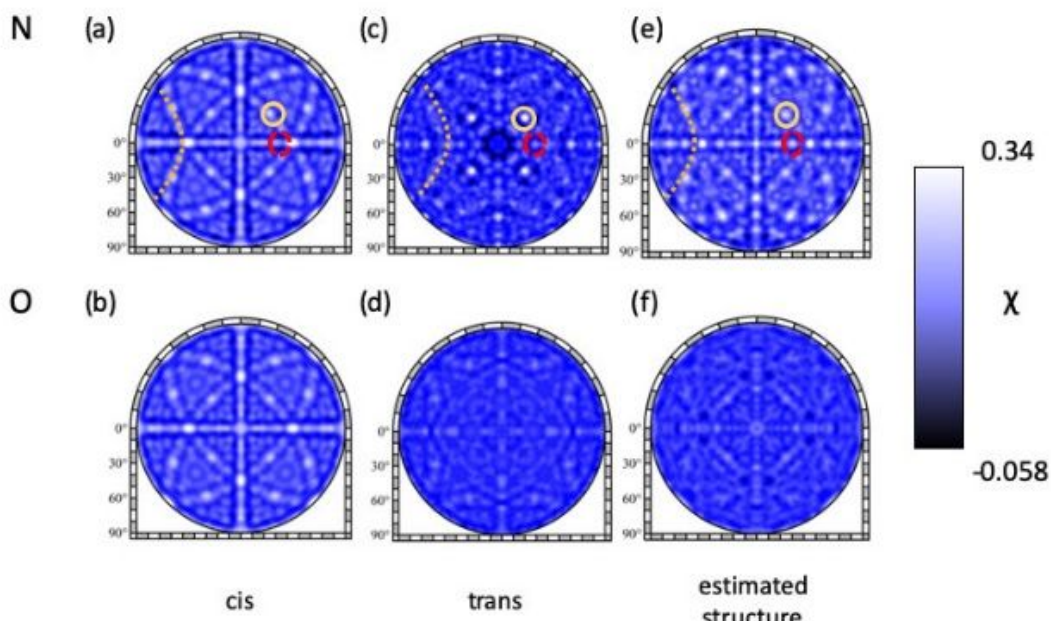 N (a) (c) (e)
0° 0° 0°
30° 30° 30°
60° 60° 60°
90° 90° 90°
0.34
χ
-0.058
O (b) (d) (f)
0° 0° 0°
30° 30° 30°
60° 60° 60°
90° 90° 90°
cis trans estimated
structure